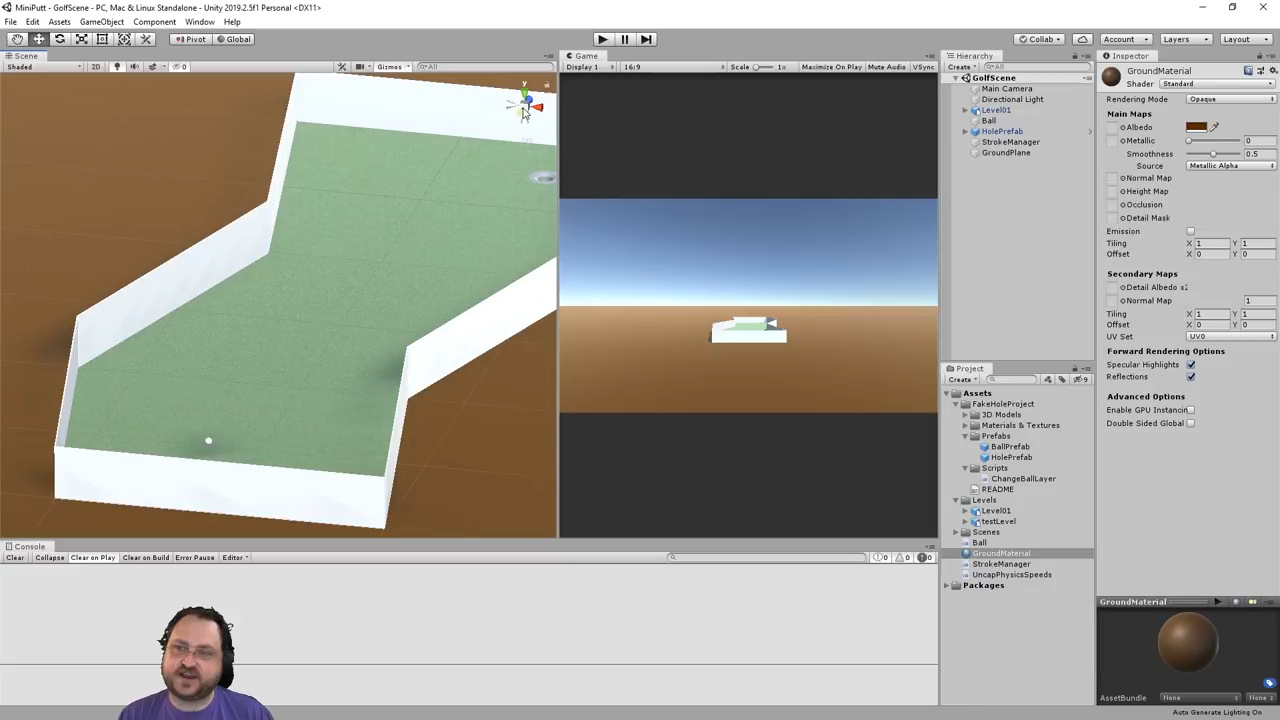 MiniPutt - GolfScene - PC, Mac & Linux Standalone - Unity 2019.2.5f1 Personal <DX11>
File Edit Assets GameObject Component Window Help
Pivot Global Collab Account Layers Layout
Scene
Shaded 2D 0 Gizmos All
y
Game
Display 1 16:9 Scale 1x Maximize On Play Mute Audio VSync
Hierarchy
Create All
GolfScene
Main Camera
Directional Light
Level01
Ball
HolePrefab
StrokeManager
GroundPlane
Project
Create 9
Assets
FakeHoleProject
3D Models
Materials & Textures
Prefabs
BallPrefab
HolePrefab
Scripts
ChangeBallLayer
README
Levels
Level01
testLevel
Scenes
Ball
GroundMaterial
StrokeManager
UncapPhysicsSpeeds
Packages
Inspector
GroundMaterial
Shader Standard
Rendering Mode Opaque
Main Maps
Albedo
Metallic 0
Smoothness 0.5
Source Metallic Alpha
Normal Map
Height Map
Occlusion
Detail Mask
Emission
Tiling X 1 Y 1
Offset X 0 Y 0
Secondary Maps
Detail Albedo x2
Normal Map 1
Tiling X 1 Y 1
Offset X 0 Y 0
UV Set UV0
Forward Rendering Options
Specular Highlights
Reflections
Advanced Options
Enable GPU Instancin
Double Sided Global
GroundMaterial
AssetBundle None None
Auto Generate Lighting On
Console
Clear Collapse Clear on Play Clear on Build Error Pause Editor 0 0 0